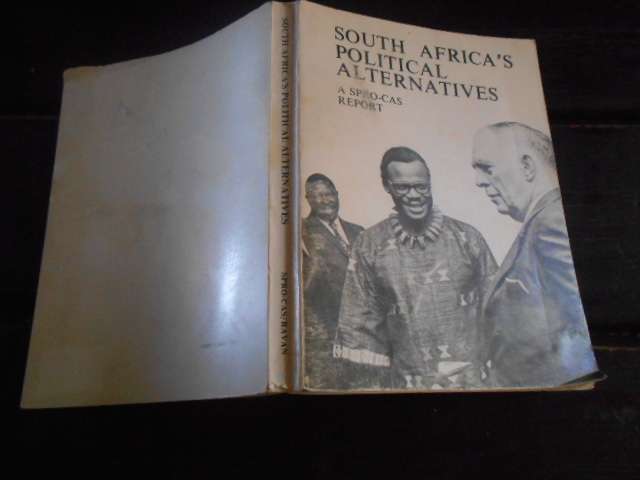 SOUTH AFRICA'S
POLITICAL
ALTERNATIVES
A SPRO-CAS
REPORT
SOUTH AFRICA'S POLITICAL ALTERNATIVES
SPRO-CAS/RAVAN